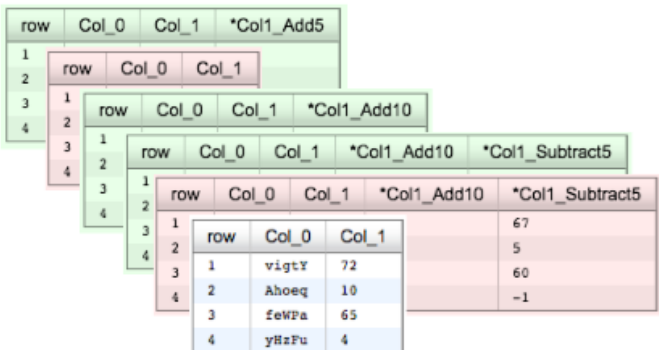 row Col_0 Col_1 *Col1_Add5
1
2
3
4
row Col_0 Col_1
1
2
3
4
row Col_0 Col_1 *Col1_Add10
1
2
3
4
row Col_0 Col_1 *Col1_Add10 *Col1_Subtract5
1
2
3
4
row Col_0 Col_1 *Col1_Add10 *Col1_Subtract5
1 67
2 5
3 60
4 -1
row Col_0 Col_1
1 vigtY 72
2 Ahoeq 10
3 feWPa 65
4 yHzFu 4